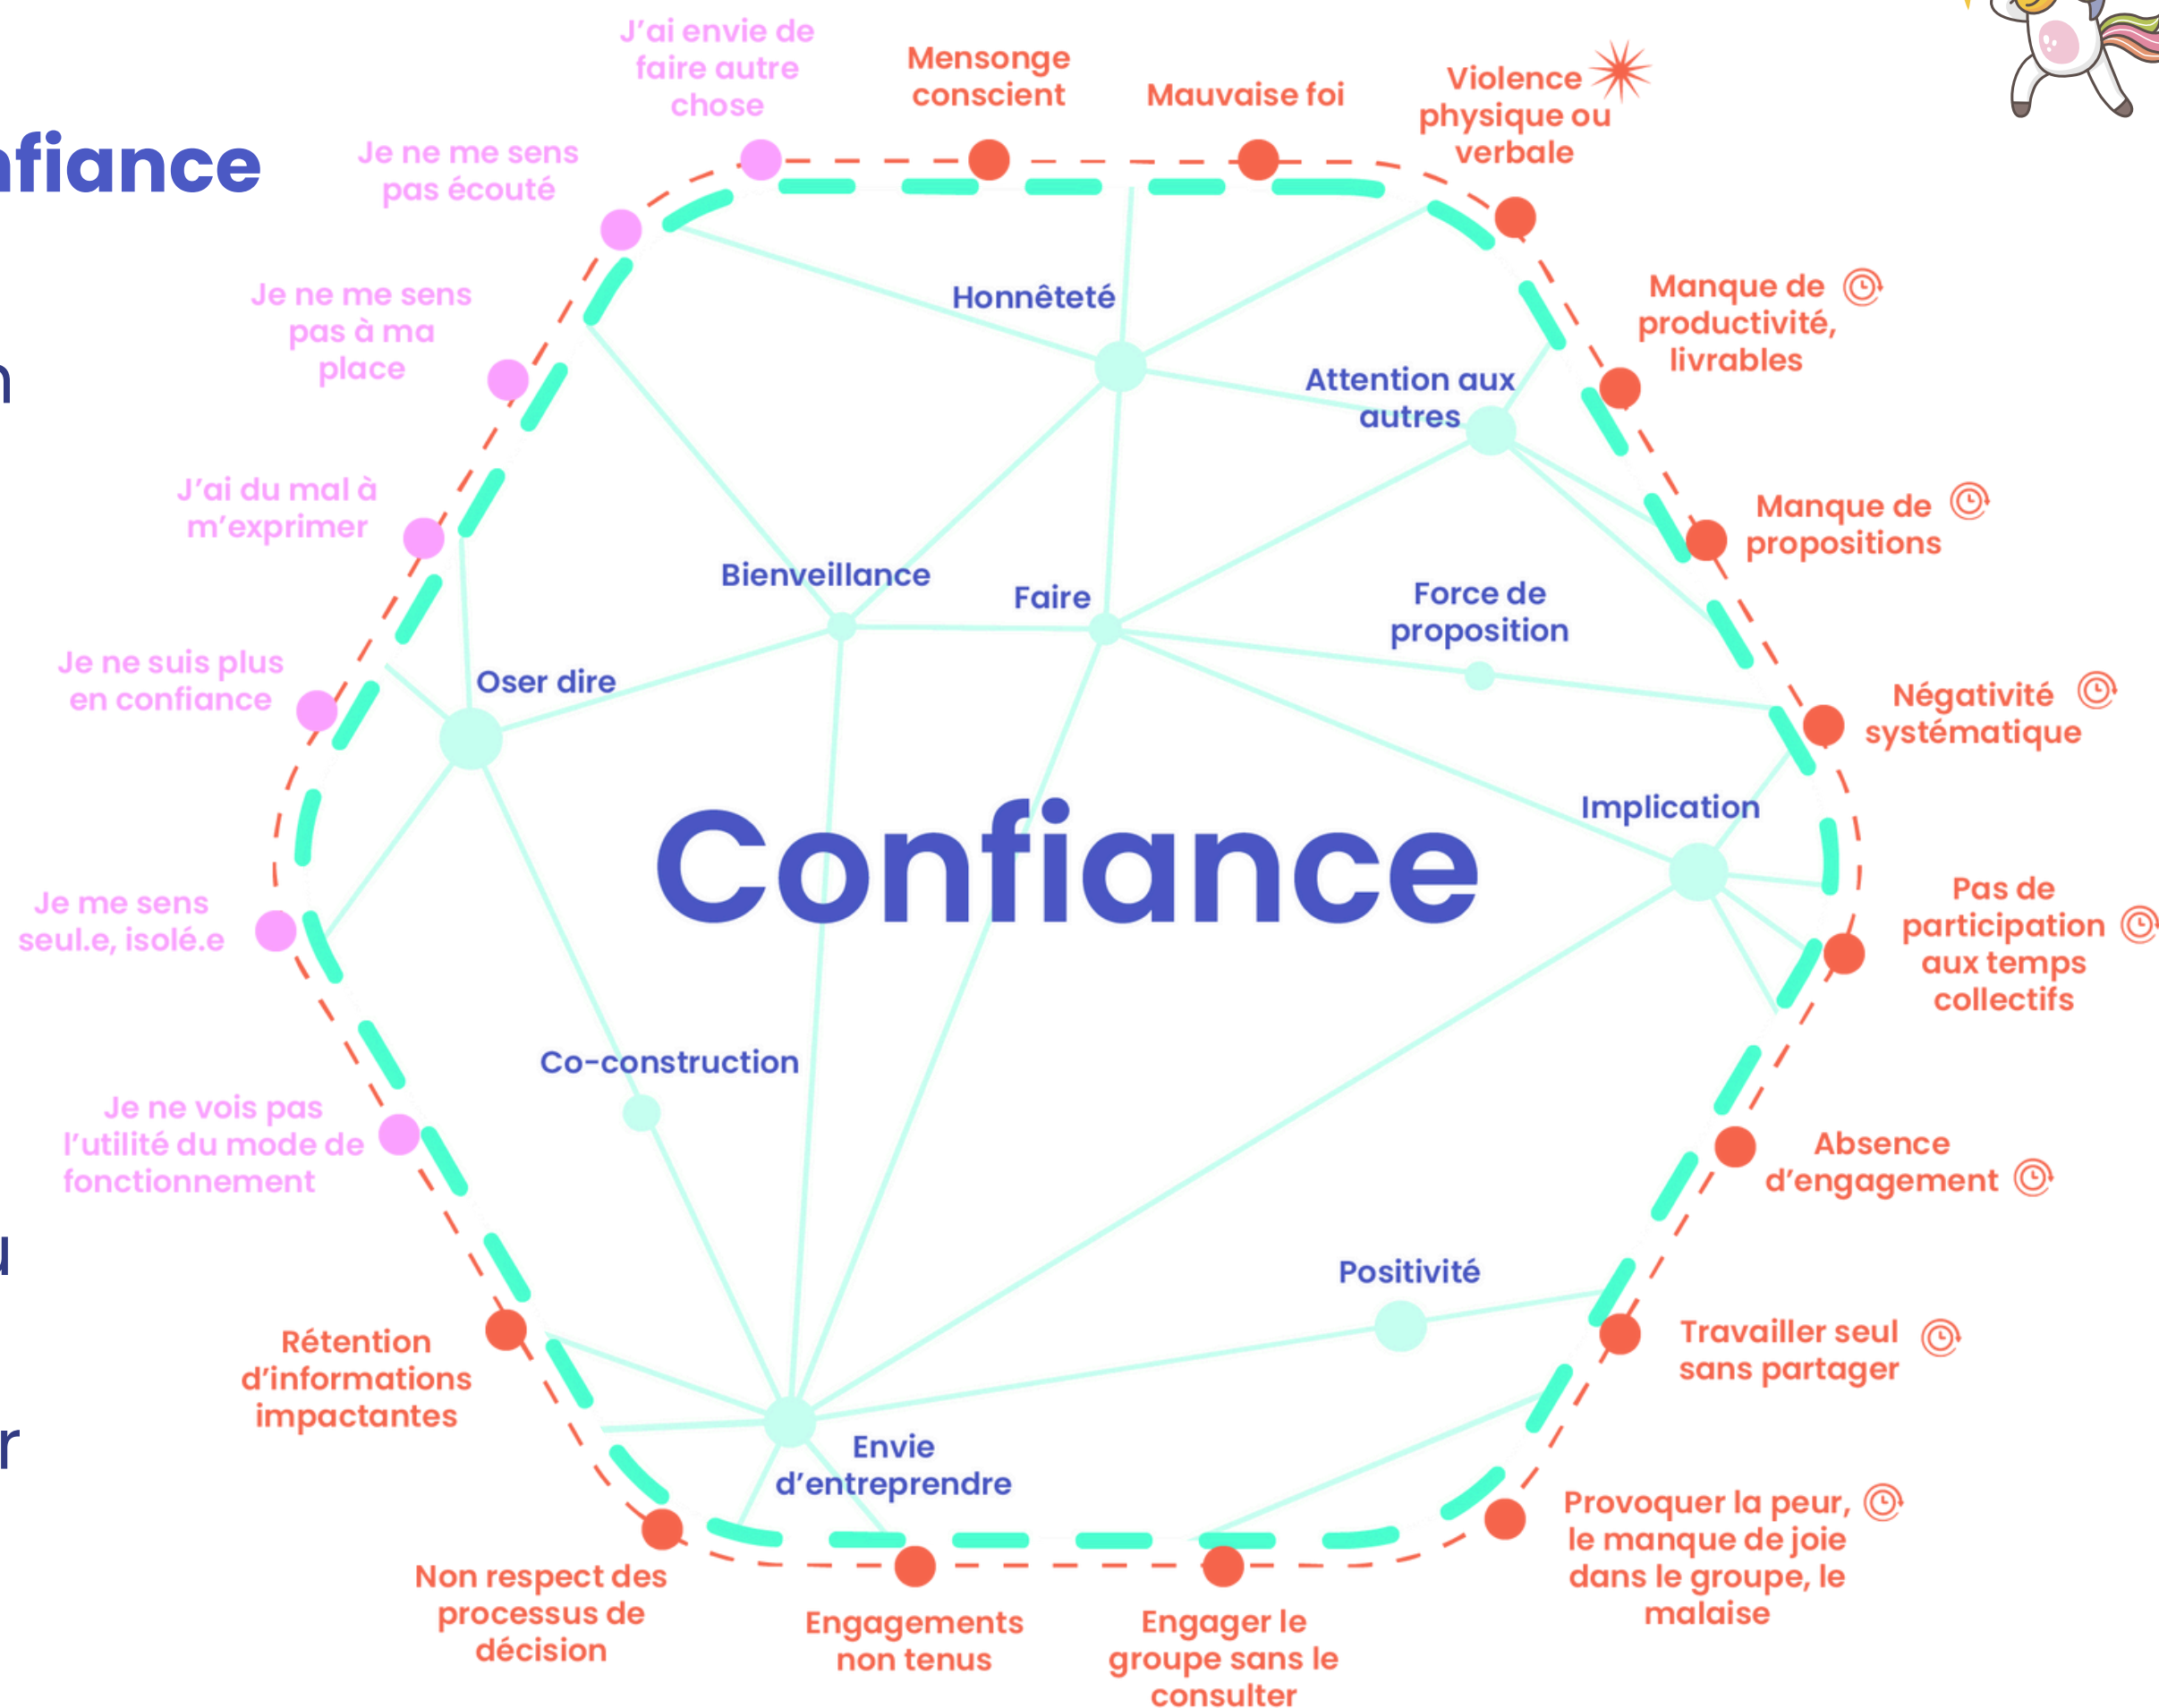 nfiance
n
u
r
J'ai envie de
faire autre
chose
Mensonge
conscient
Mauvaise foi
Violence
physique ou
verbale
Je ne me sens
pas écouté
Je ne me sens
pas à ma
place
J'ai du mal à
m'exprimer
Je ne suis plus
en confiance
Je me sens
seul.e, isolé.e
Je ne vois pas
l'utilité du mode de
fonctionnement
Rétention
d'informations
impactantes
Non respect des
processus de
décision
Engagements
non tenus
Engager le
groupe sans le
consulter
Provoquer la peur,
le manque de joie
dans le groupe, le
malaise
Travailler seul
sans partager
Absence
d'engagement
Pas de
participation
aux temps
collectifs
Négativité
systématique
Manque de
propositions
Manque de
productivité,
livrables
Honnêteté
Attention aux
autres
Bienveillance
Faire
Force de
proposition
Oser dire
Implication
Confiance
Co-construction
Positivité
Envie
d'entreprendre